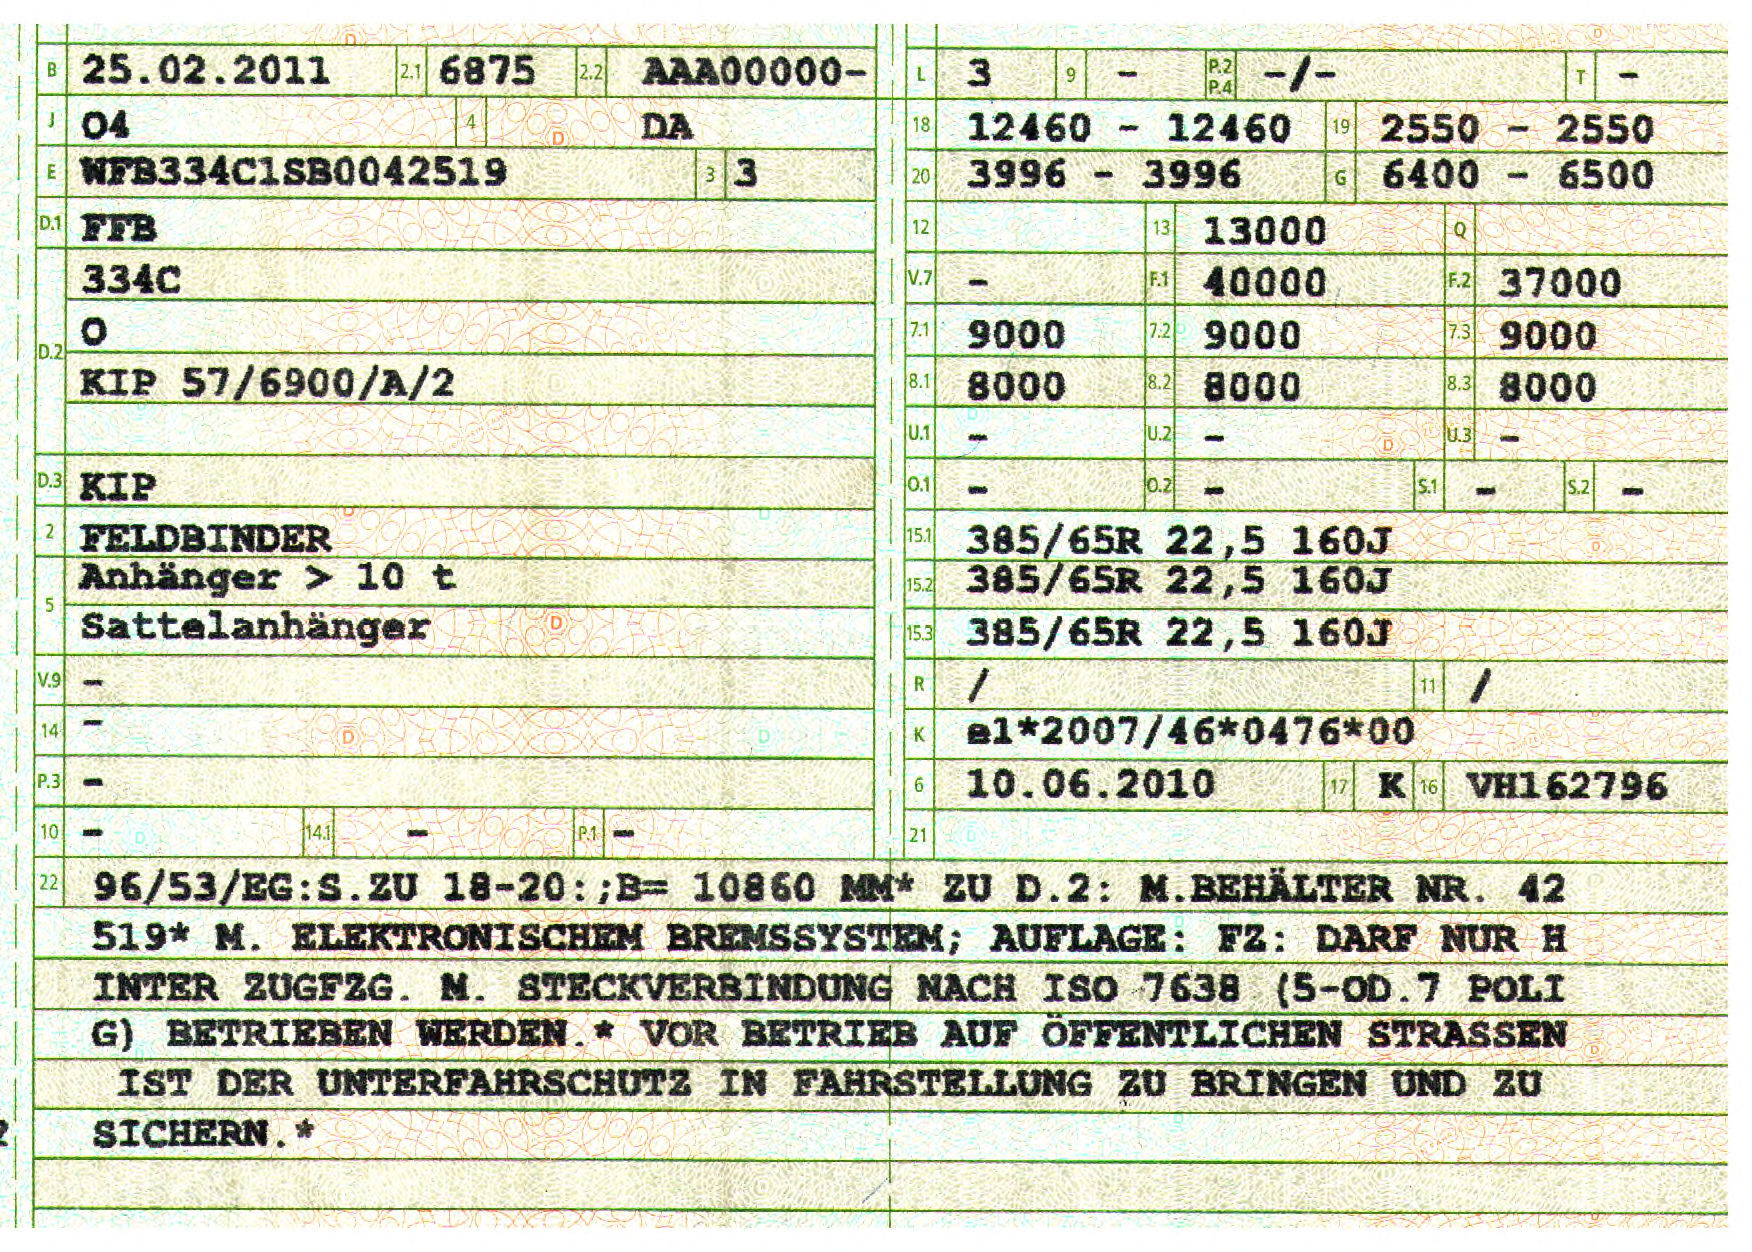 B 25.02.2011 2.1 6875 2.2 AAA00000-
J 04 4 DA
E WFB334C1SB0042519 3 3
D.1 FFB
334C
D.2 0
KIP 57/6900/A/2
D.3 KIP
2 FELDBINDER
Anhänger > 10 t
5 Sattelanhänger
V.9 -
14 -
P.3 -
10 - 14.1 - P.1 -
L 3 9 - P.2 P.4 -/- T -
18 12460 - 12460 19 2550 - 2550
20 3996 - 3996 G 6400 - 6500
12 13 13000 Q
V.7 - F.1 40000 F.2 37000
7.1 9000 7.2 9000 7.3 9000
8.1 8000 8.2 8000 8.3 8000
U.1 - U.2 - U.3 -
O.1 - O.2 - S.1 - S.2 -
15.1 385/65R 22,5 160J
15.2 385/65R 22,5 160J
15.3 385/65R 22,5 160J
R / 11 /
K e1*2007/46*0476*00
6 10.06.2010 17 K 16 VH162796
21
22 96/53/EG:S.ZU 18-20:;B= 10860 MM* ZU D.2: M.BEHÄLTER NR. 42
519* M. ELEKTRONISCHEM BREMSSYSTEM; AUFLAGE: FZ: DARF NUR H
INTER ZUGFZG. M. STECKVERBINDUNG NACH ISO 7638 (5-OD.7 POLI
G) BETRIEBEN WERDEN.* VOR BETRIEB AUF ÖFFENTLICHEN STRASSEN
IST DER UNTERFAHRSCHUTZ IN FAHRSTELLUNG ZU BRINGEN UND ZU
SICHERN.*